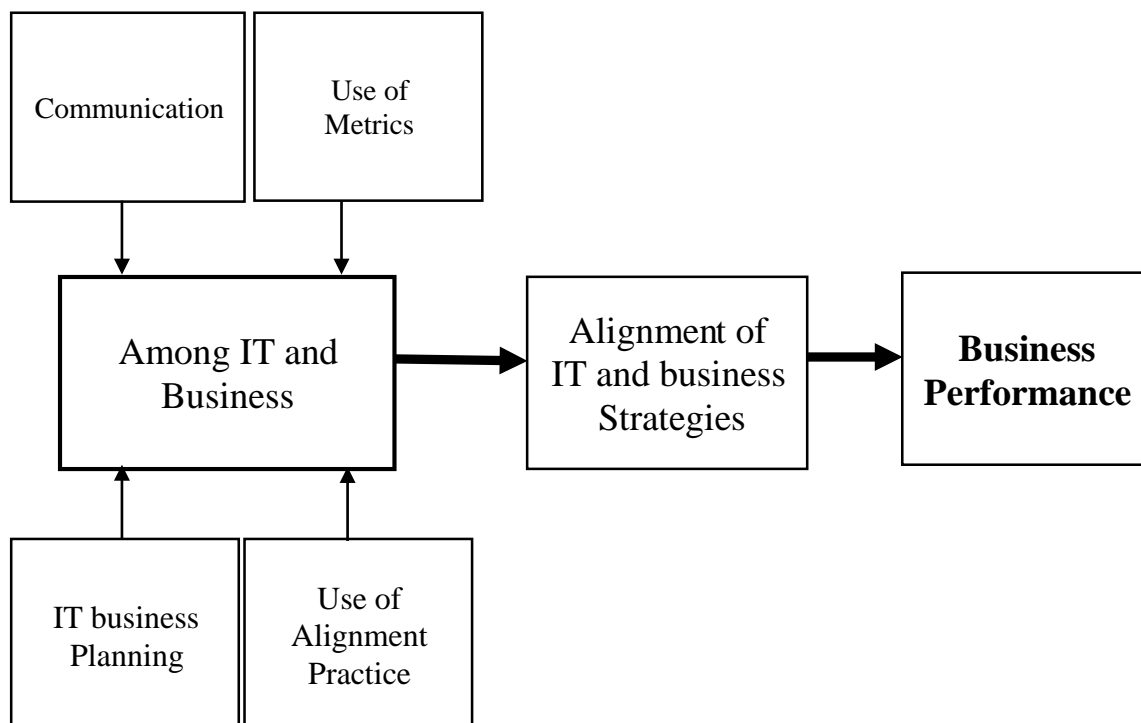 Communication
Use of
Metrics
Among IT and
Business
Alignment of
IT and business
Strategies
Business
Performance
IT business
Planning
Use of
Alignment
Practice